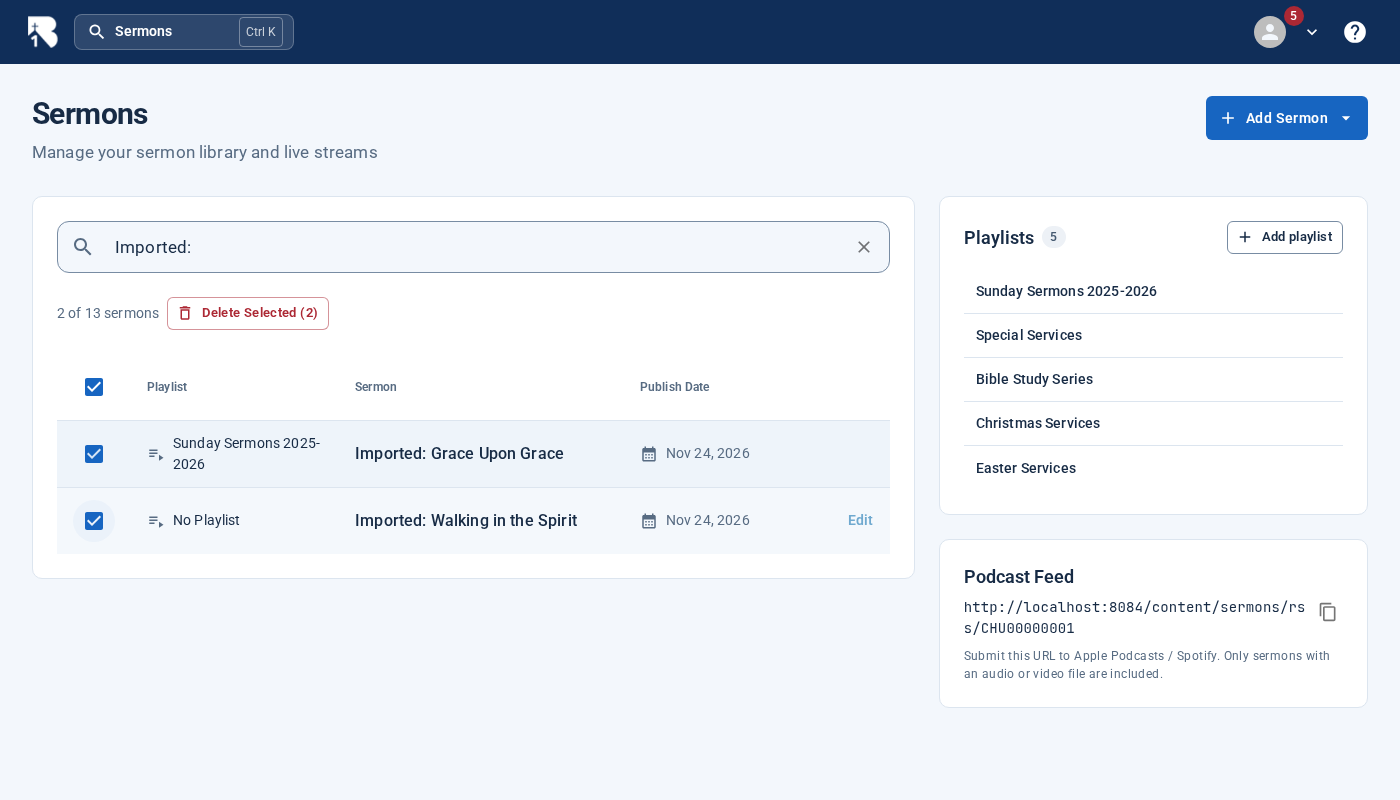 Sermons
Ctrl K
5
Sermons
Manage your sermon library and live streams
Add Sermon
Imported:
2 of 13 sermons
Delete Selected (2)
Playlist
Sermon
Publish Date
Sunday Sermons 2025-
2026
Imported: Grace Upon Grace
Nov 24, 2026
No Playlist
Imported: Walking in the Spirit
Nov 24, 2026
Edit
Playlists
5
Add playlist
Sunday Sermons 2025-2026
Special Services
Bible Study Series
Christmas Services
Easter Services
Podcast Feed
http://localhost:8084/content/sermons/rs
s/CHU00000001
Submit this URL to Apple Podcasts / Spotify. Only sermons with
an audio or video file are included.